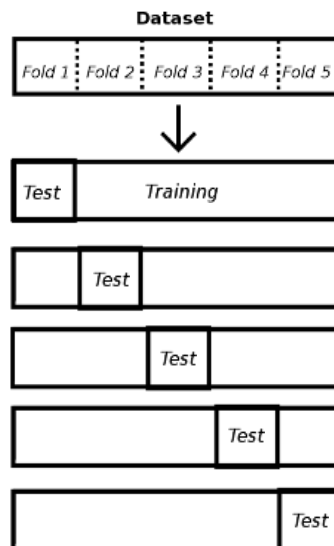 Dataset
Fold 1 Fold 2 Fold 3 Fold 4 Fold 5
Test Training
Test
Test
Test
Test